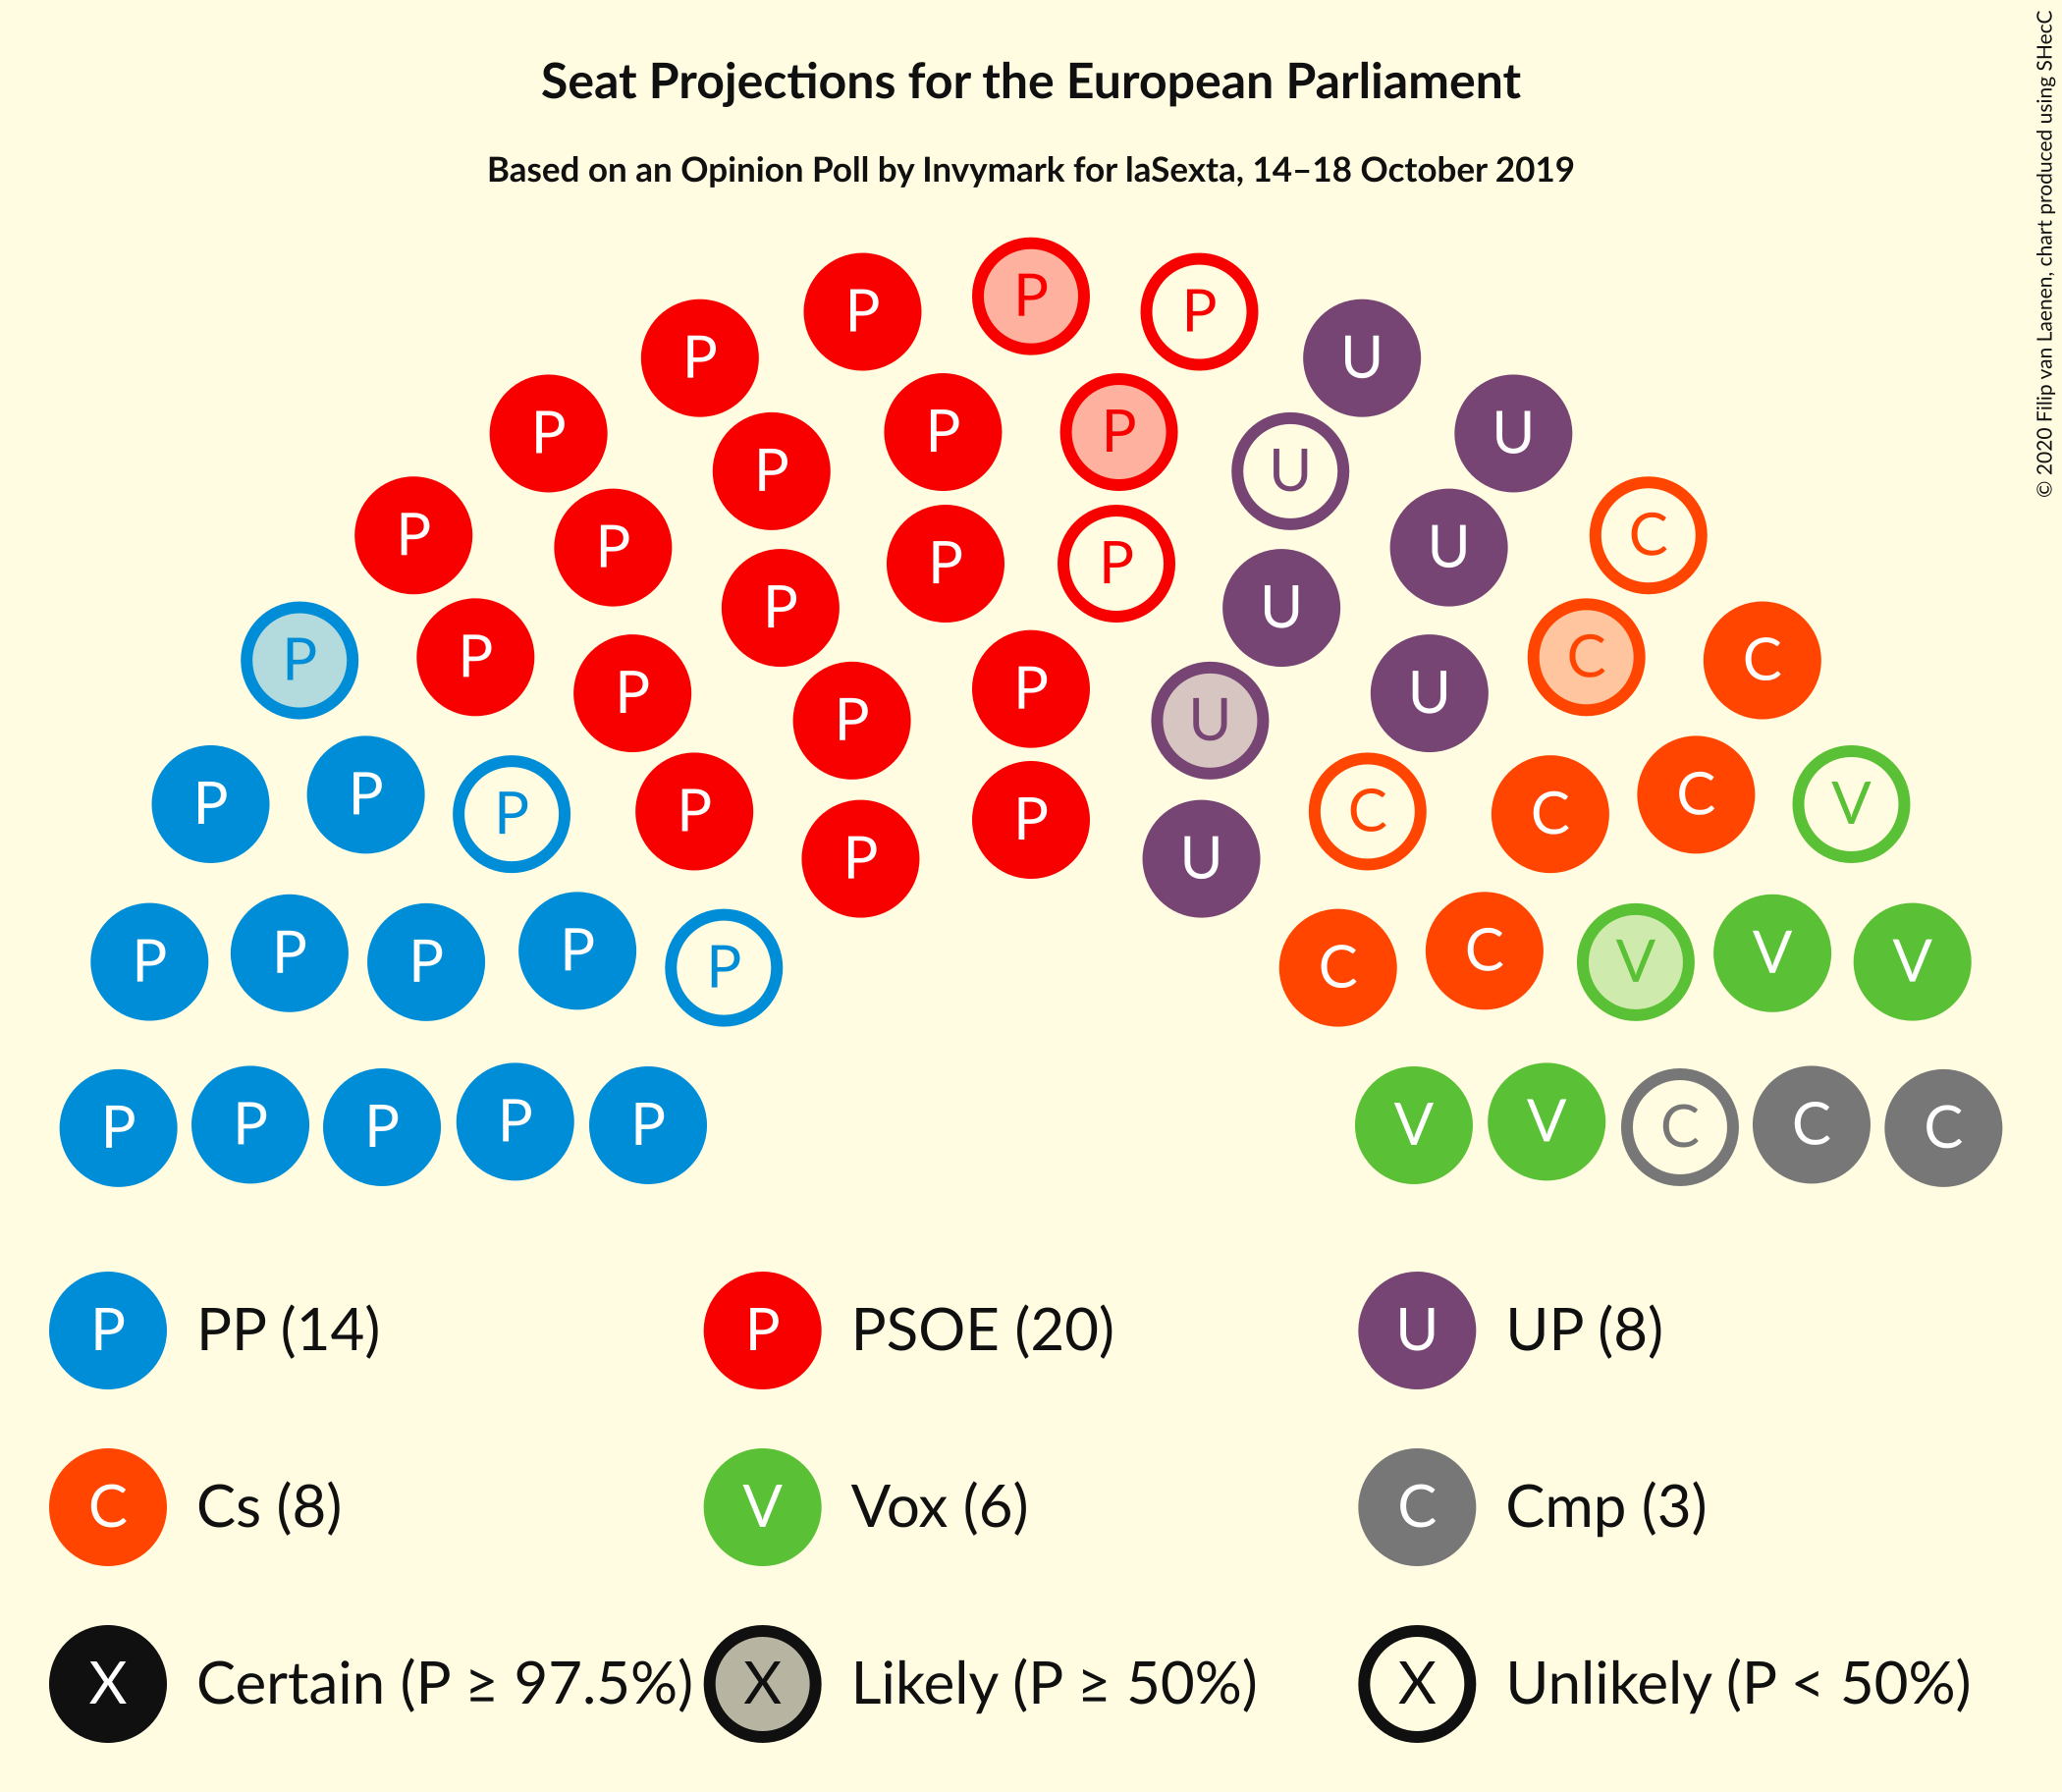 Seat Projections for the European Parliament
Based on an Opinion Poll by Invymark for laSexta, 14–18 October 2019
© 2020 Filip van Laenen, chart produced using SHecC
P
P P
P U
P P P U
P U
P C
P P P U
P U
P P C C
P P U
P U
P P P P P C C C V
P U
P P P P P C C V V V
P P P P P V V C C C
P PP (14) P PSOE (20) U UP (8)
C Cs (8) V Vox (6) C Cmp (3)
X Certain (P ≥ 97.5%) X Likely (P ≥ 50%) X Unlikely (P < 50%)